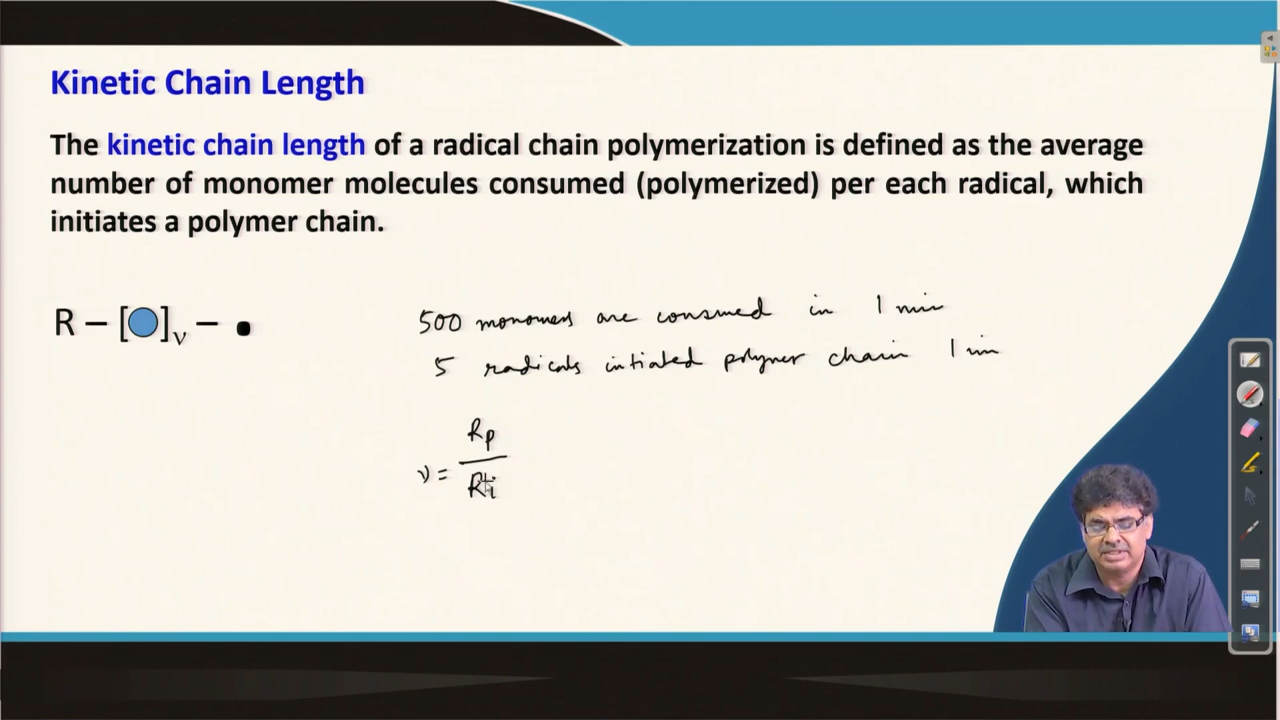 Kinetic Chain Length
The kinetic chain length of a radical chain polymerization is defined as the average
number of monomer molecules consumed (polymerized) per each radical, which
initiates a polymer chain.
R – [ ]ν – •
500 monomers are consumed in 1 min
5 radicals initiated polymer chain 1 min
ν = Rp / Ri